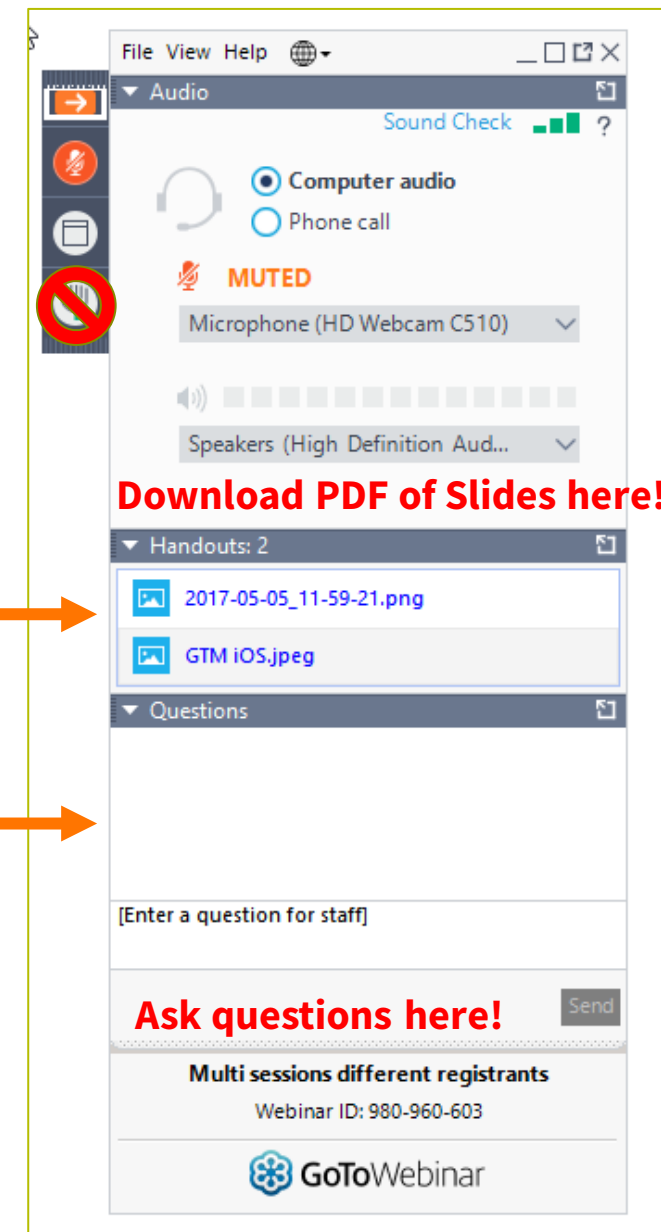 File View Help
Audio
Sound Check ?
Computer audio
Phone call
MUTED
Microphone (HD Webcam C510)
Speakers (High Definition Aud...
Download PDF of Slides here!
Handouts: 2
2017-05-05_11-59-21.png
GTM iOS.jpeg
Questions
[Enter a question for staff]
Ask questions here!
Send
Multi sessions different registrants
Webinar ID: 980-960-603
GoToWebinar